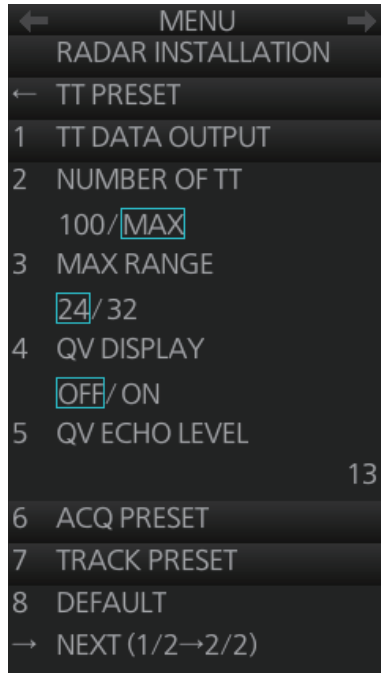 ← MENU →
RADAR INSTALLATION
← TT PRESET
1 TT DATA OUTPUT
2 NUMBER OF TT
100/MAX
3 MAX RANGE
24/32
4 QV DISPLAY
OFF/ON
5 QV ECHO LEVEL
13
6 ACQ PRESET
7 TRACK PRESET
8 DEFAULT
→ NEXT (1/2→2/2)